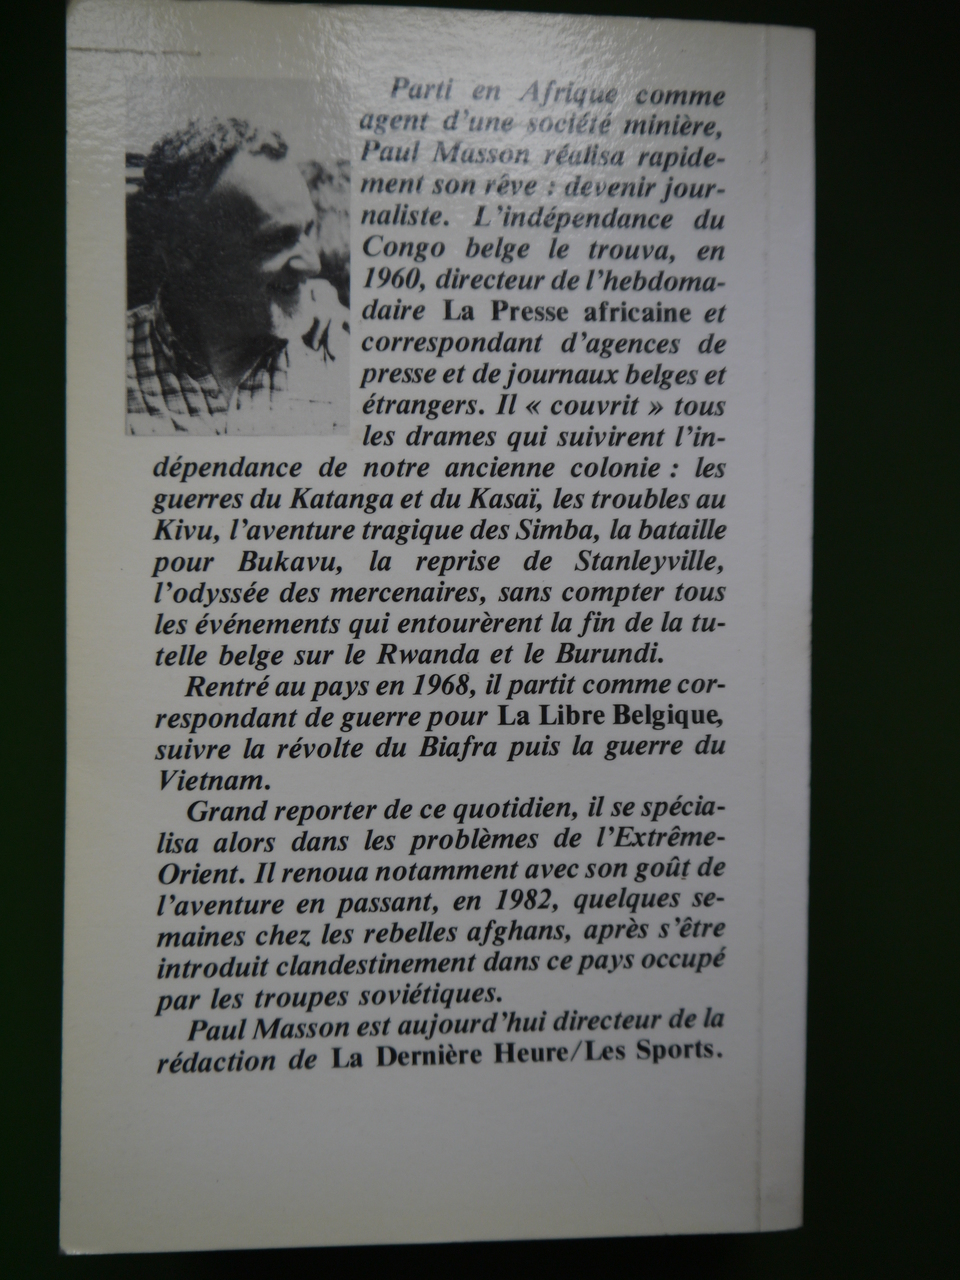 Parti en Afrique comme
agent d'une société minière,
Paul Masson réalisa rapide-
ment son rêve : devenir jour-
naliste. L'indépendance du
Congo belge le trouva, en
1960, directeur de l'hebdoma-
daire La Presse africaine et
correspondant d'agences de
presse et de journaux belges et
étrangers. Il « couvrit » tous
les drames qui suivirent l'in-
dépendance de notre ancienne colonie : les
guerres du Katanga et du Kasaï, les troubles au
Kivu, l'aventure tragique des Simba, la bataille
pour Bukavu, la reprise de Stanleyville,
l'odyssée des mercenaires, sans compter tous
les événements qui entourèrent la fin de la tu-
telle belge sur le Rwanda et le Burundi.
Rentré au pays en 1968, il partit comme cor-
respondant de guerre pour La Libre Belgique,
suivre la révolte du Biafra puis la guerre du
Vietnam.
Grand reporter de ce quotidien, il se spécia-
lisa alors dans les problèmes de l'Extrême-
Orient. Il renoua notamment avec son goût de
l'aventure en passant, en 1982, quelques se-
maines chez les rebelles afghans, après s'être
introduit clandestinement dans ce pays occupé
par les troupes soviétiques.
Paul Masson est aujourd'hui directeur de la
rédaction de La Dernière Heure/Les Sports.